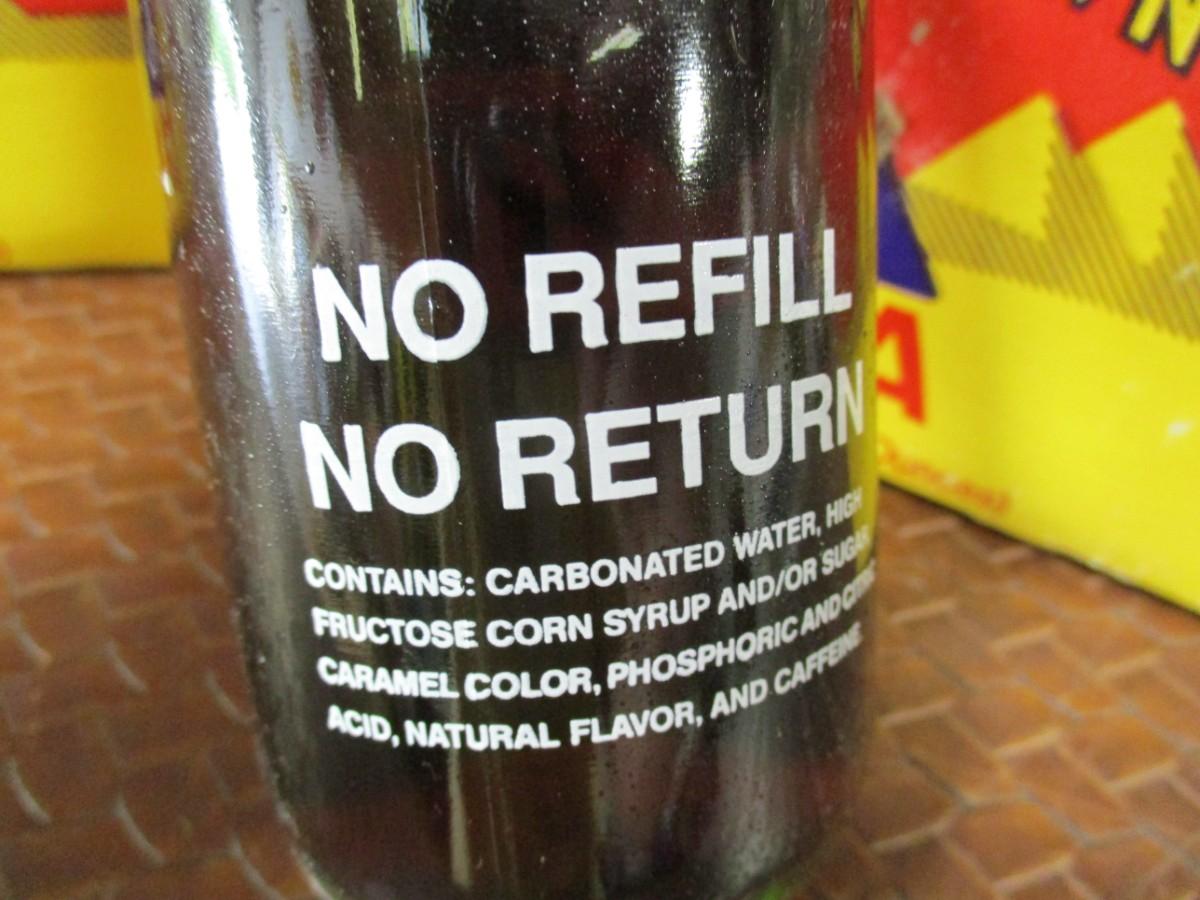 NO REFILL
NO RETURN
CONTAINS: CARBONATED WATER, HIGH
FRUCTOSE CORN SYRUP AND/OR SUGAR
CARAMEL COLOR, PHOSPHORIC AND CITRIC
ACID, NATURAL FLAVOR, AND CAFFEINE
N
A